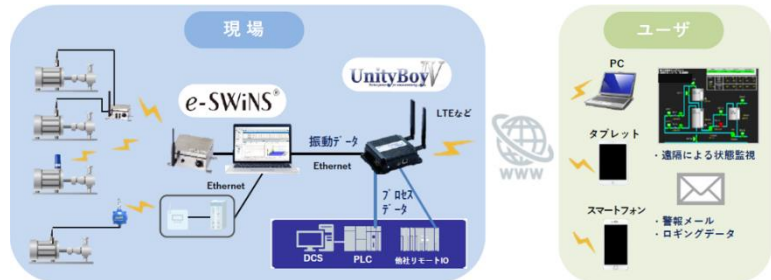 現場
ユーザ
e-SWiNS®
UnityBoyⅣ
LTEなど
振動データ
Ethernet
Ethernet
プロセス
データ
DCS
PLC
他社リモートIO
WWW
PC
タブレット
スマートフォン
・遠隔による状態監視
・警報メール
・ロギングデータ